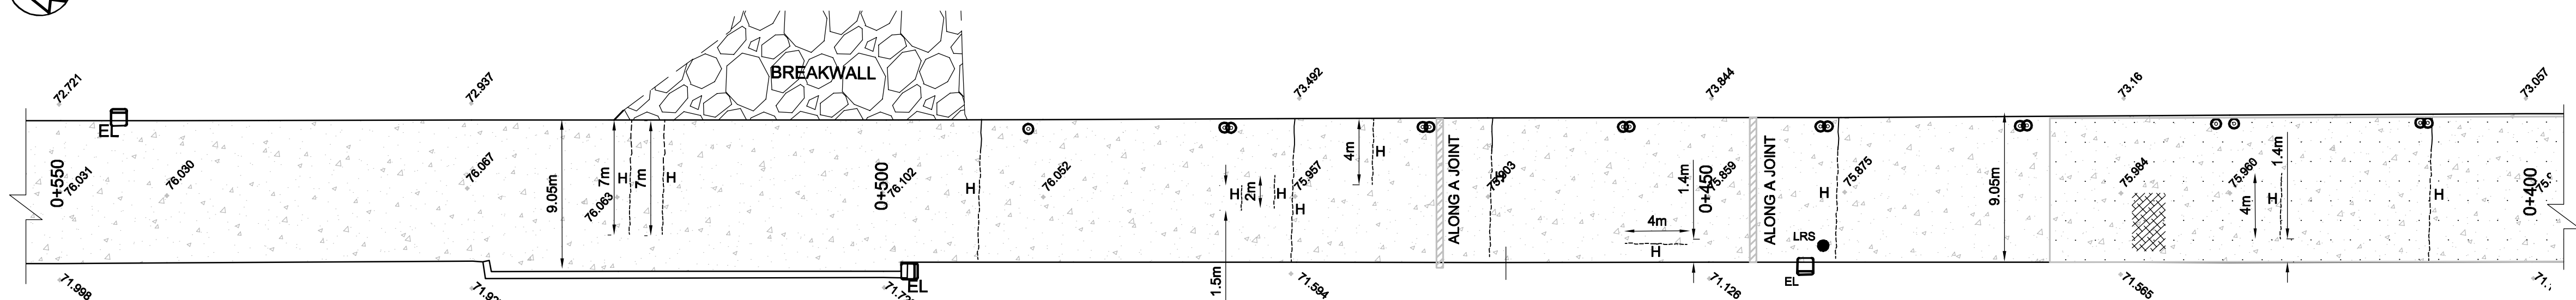 BREAKWALL
72.721
72.937
73.492
73.844
73.16
73.057
EL
0+550
76.031
76.030
76.067
9.05m
76.063
7m
H
7m
H
0+500
76.102
H
76.052
H
2m
H
75.957
H
4m
H
ALONG A JOINT
H
4m
H
1.4m
0+450
75.859
ALONG A JOINT
LRS
H
75.875
9.05m
75.984
75.960
4m
H
1.4m
H
0+400
71.998
EL
1.5m
71.594
71.126
EL
71.565